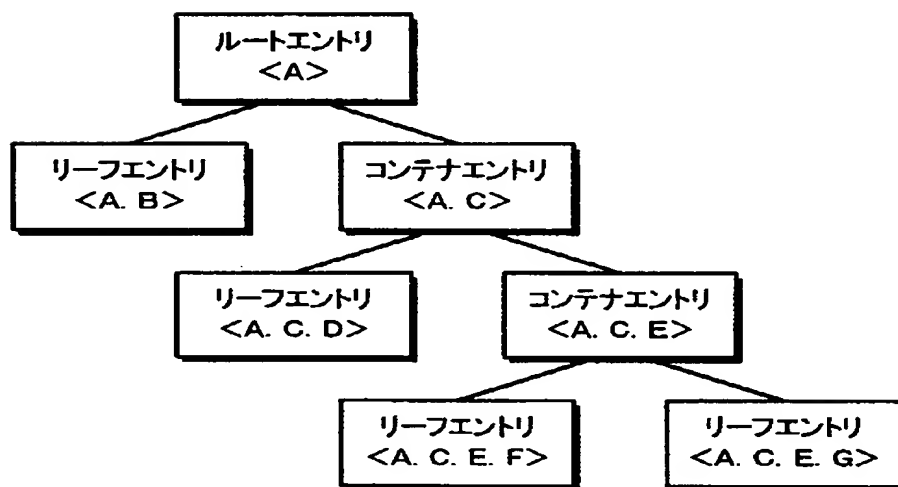 ルートエントリ
<A>
リーフエントリ
<A. B>
コンテナエントリ
<A. C>
リーフエントリ
<A. C. D>
コンテナエントリ
<A. C. E>
リーフエントリ
<A. C. E. F>
リーフエントリ
<A. C. E. G>